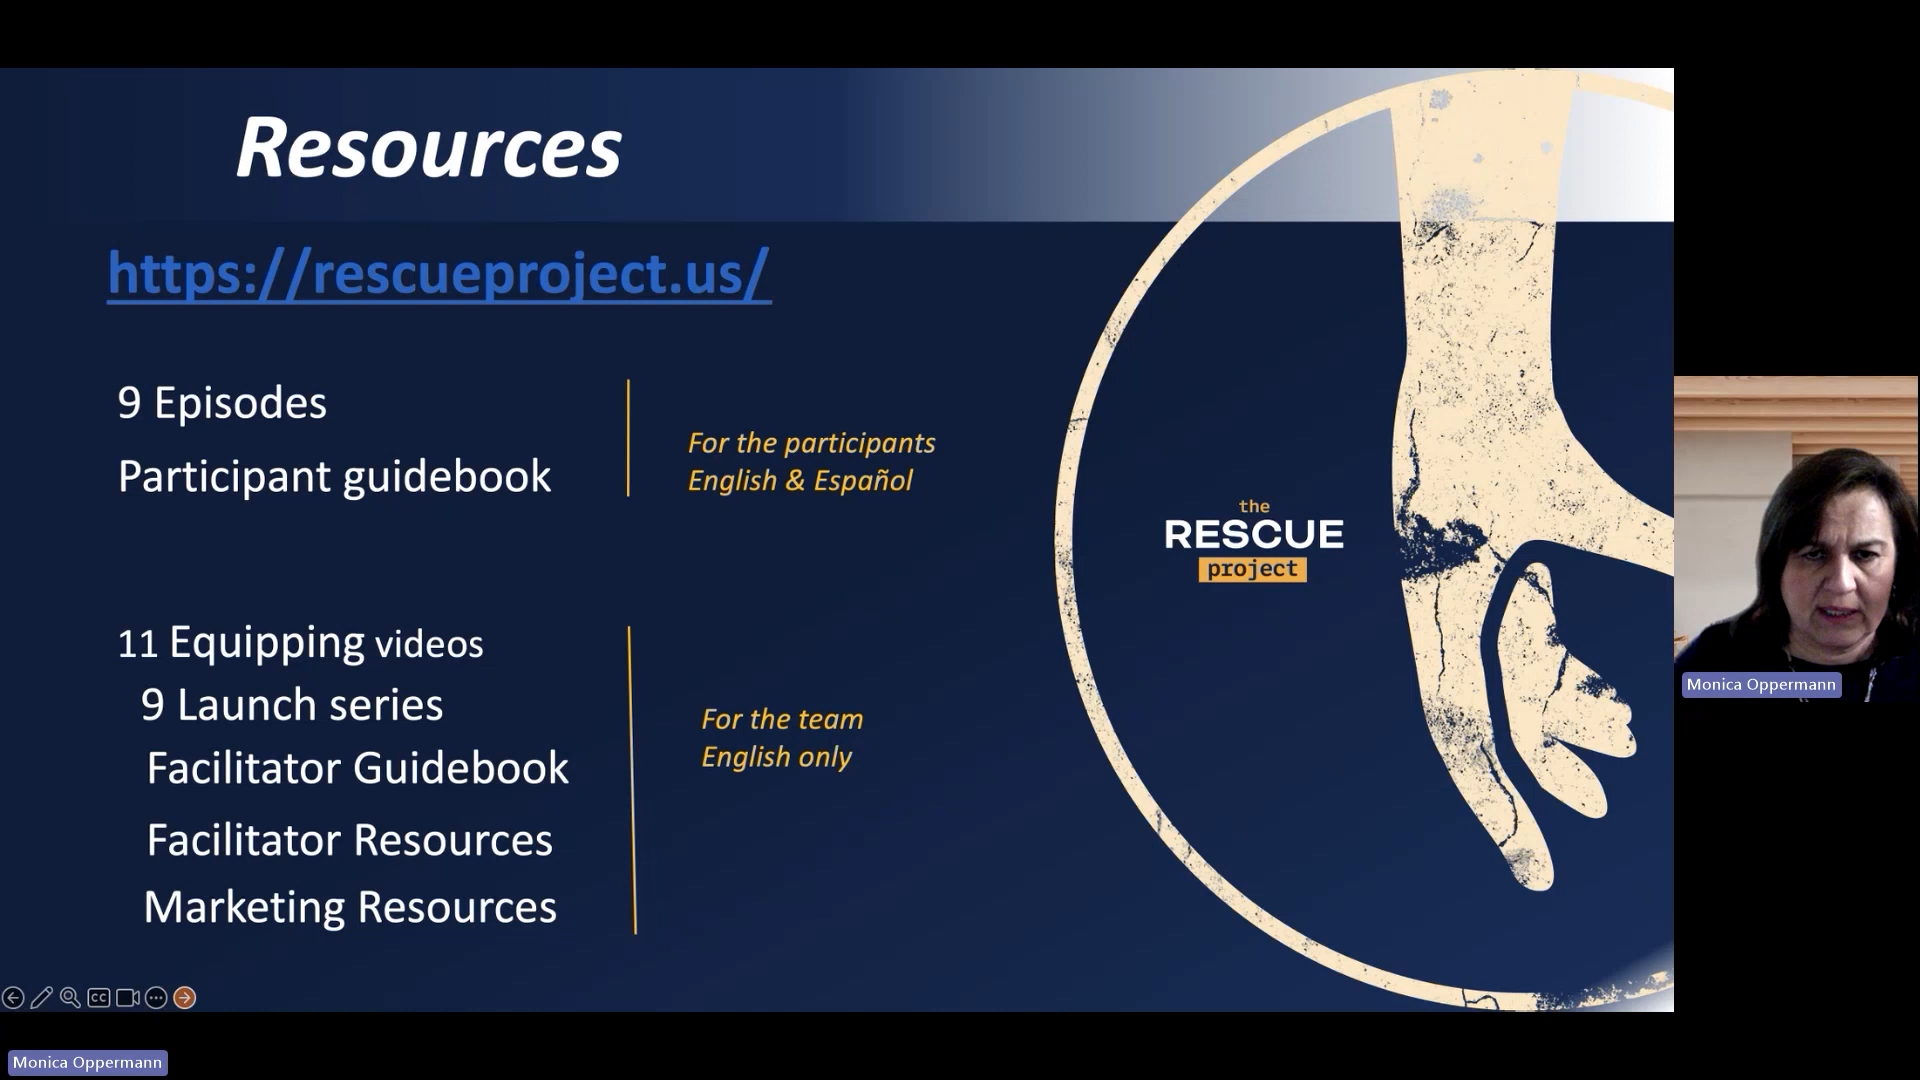 Resources
https://rescueproject.us/
9 Episodes
Participant guidebook
For the participants
English & Español
11 Equipping videos
9 Launch series
Facilitator Guidebook
Facilitator Resources
Marketing Resources
For the team
English only
the
RESCUE
project
CC
Monica Oppermann
Monica Oppermann